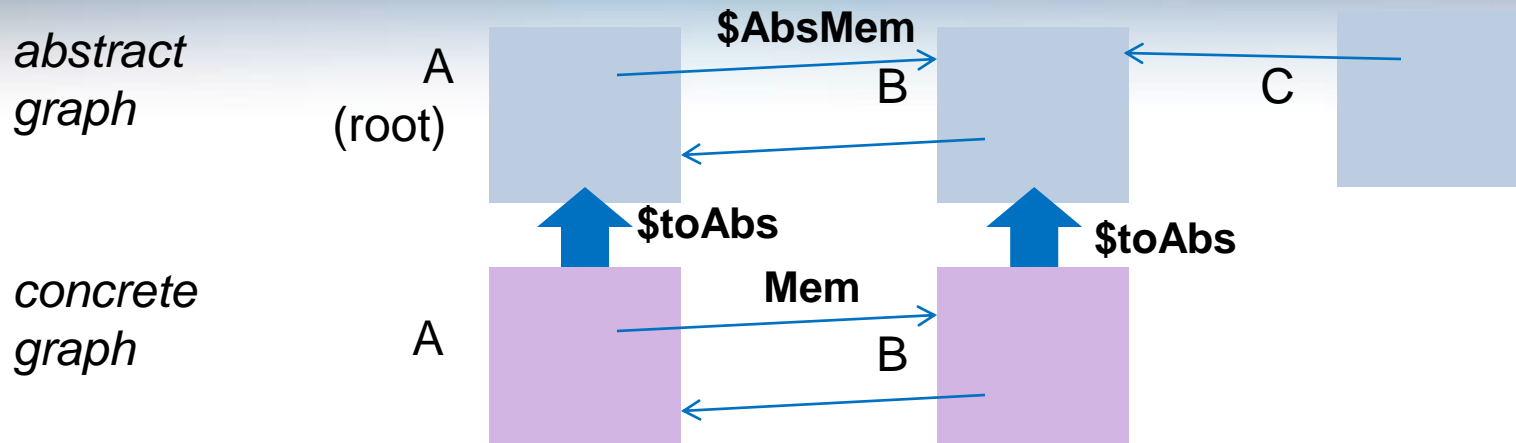 abstract
graph
A
(root)
$AbsMem
B
C
$toAbs
$toAbs
concrete
graph
A
Mem
B